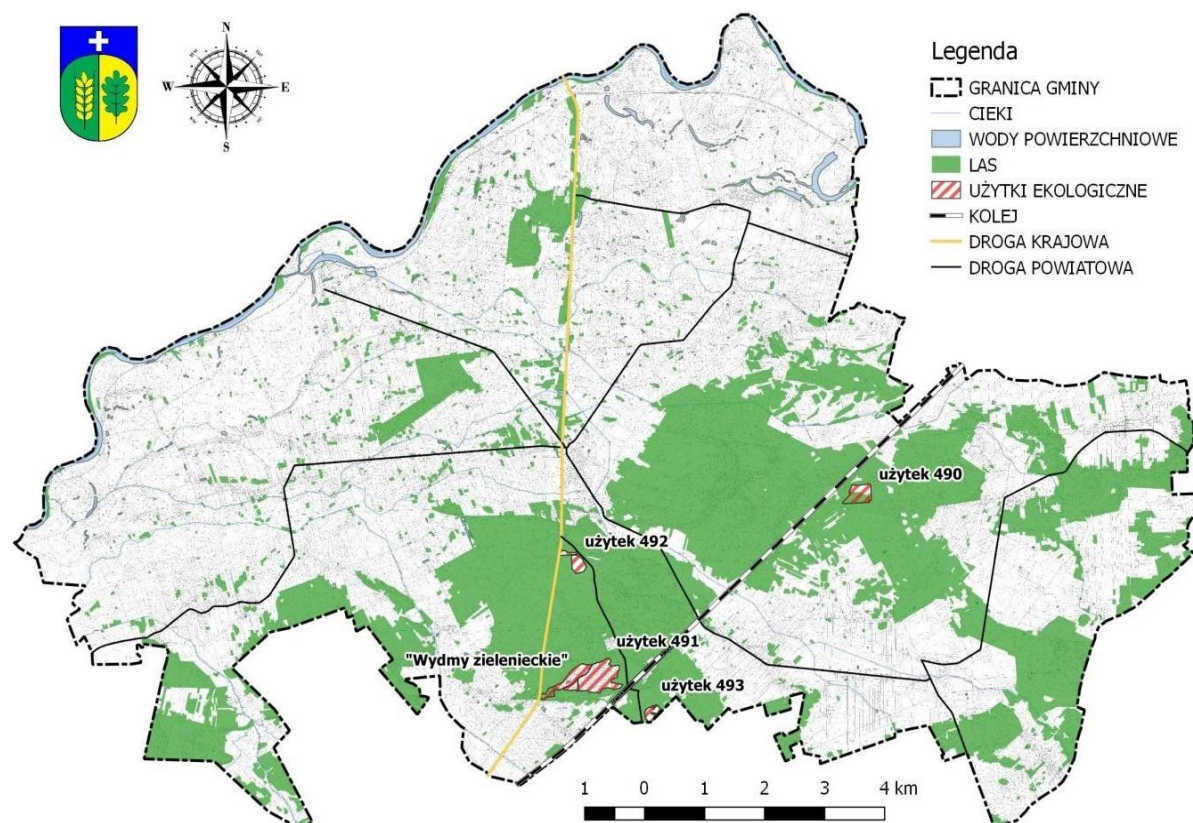 N
W
E
S
Legenda
GRANICA GMINY
CIEKI
WODY POWIERZCHNIOWE
LAS
UŻYTKI EKOLOGICZNE
KOLEJ
DROGA KRAJOWA
DROGA POWIATOWA
użytek 490
użytek 492
użytek 491
"Wydmy zielenieckie"
użytek 493
1 0 1 2 3 4 km